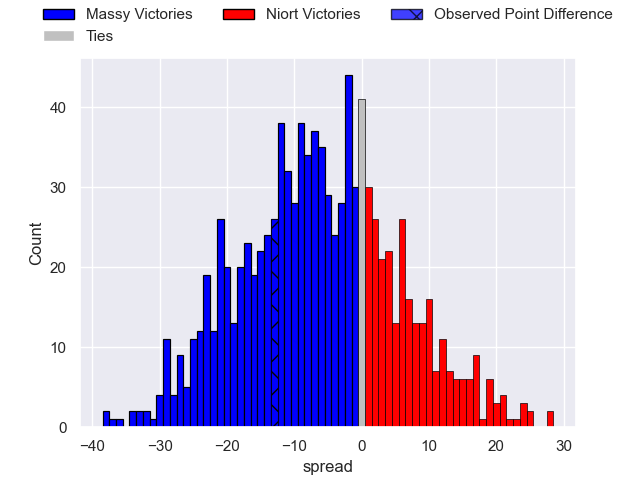 Massy Victories Niort Victories Observed Point Difference
Ties
40
30
20
10
0
Count
−40 −30 −20 −10 0 10 20 30
spread